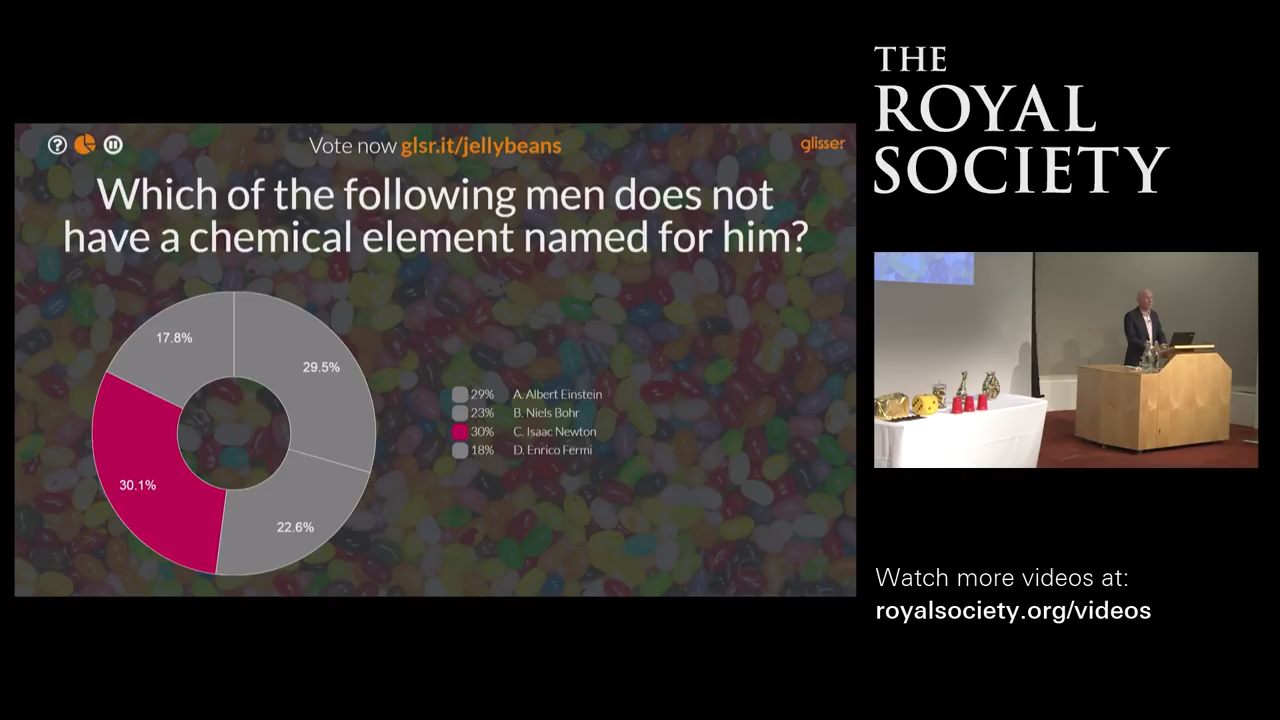 Vote now glsr.it/jellybeans
glisser
Which of the following men does not
have a chemical element named for him?
17.8%
29.5%
30.1%
22.6%
29% A. Albert Einstein
23% B. Niels Bohr
30% C. Isaac Newton
18% D. Enrico Fermi
THE
ROYAL
SOCIETY
Watch more videos at:
royalsociety.org/videos